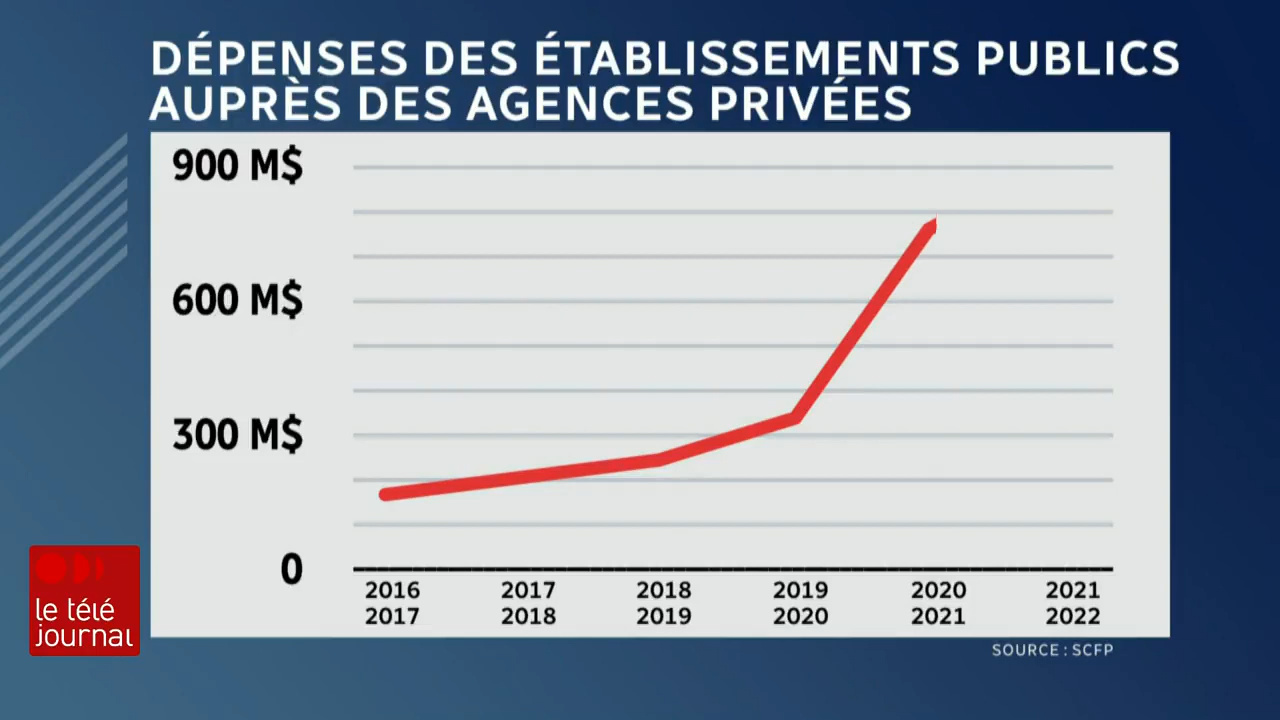 DÉPENSES DES ÉTABLISSEMENTS PUBLICS
AUPRÈS DES AGENCES PRIVÉES
900 M$
600 M$
300 M$
0
2016 2017 2018 2019 2020 2021
2017 2018 2019 2020 2021 2022
SOURCE : SCFP
le télé
journal